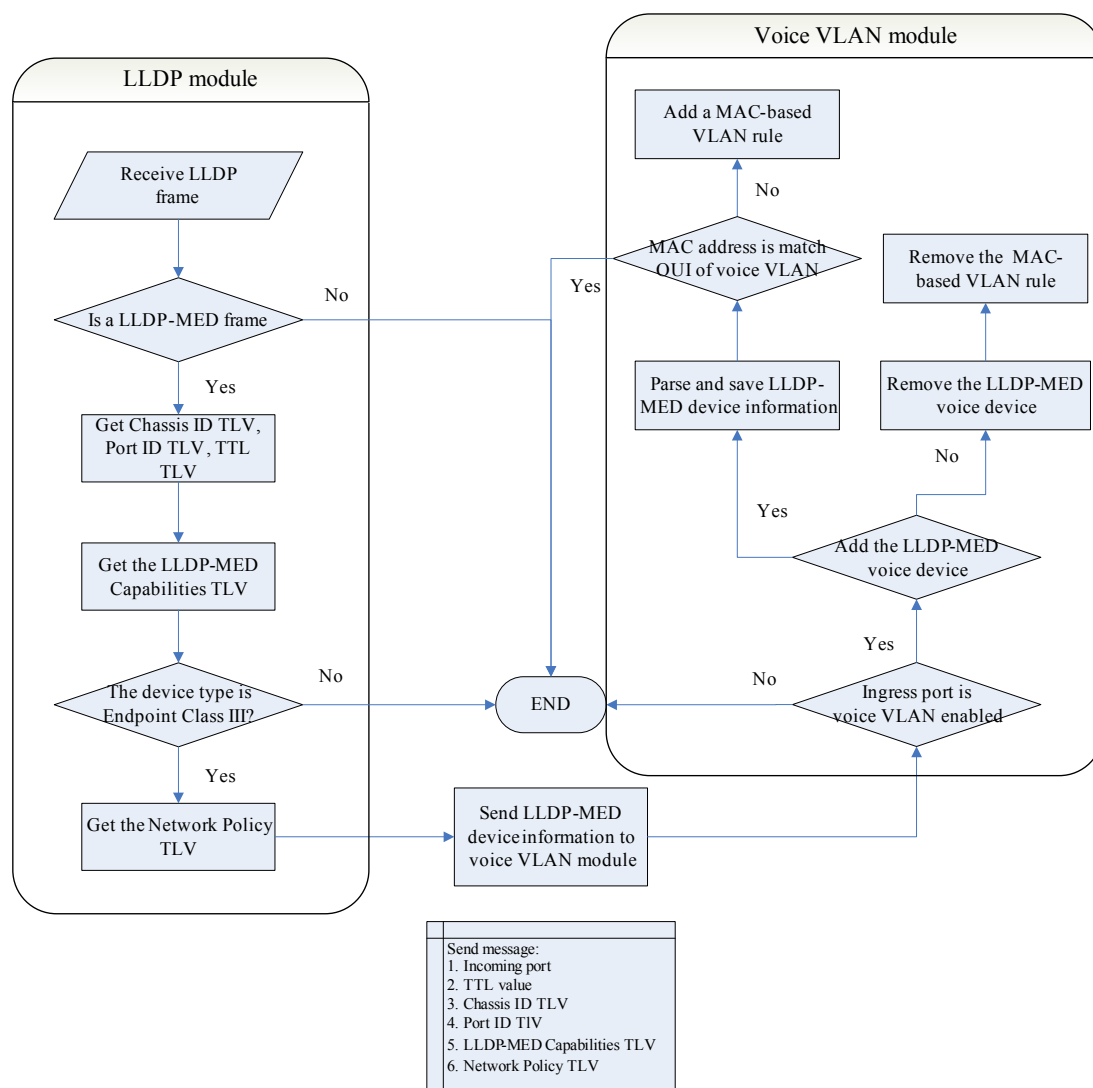 LLDP module
Receive LLDP
frame
Is a LLDP-MED frame
No
Yes
Get Chassis ID TLV,
Port ID TLV, TTL
TLV
Get the LLDP-MED
Capabilities TLV
The device type is
Endpoint Class III?
No
Yes
Get the Network Policy
TLV
Send LLDP-MED
device information to
voice VLAN module
END
Voice VLAN module
Add a MAC-based
VLAN rule
No
MAC address is match
OUI of voice VLAN
Yes
Remove the MAC-
based VLAN rule
Parse and save LLDP-
MED device information
Remove the LLDP-MED
voice device
No
Yes
Add the LLDP-MED
voice device
Yes
No
Ingress port is
voice VLAN enabled
Send message:
1. Incoming port
2. TTL value
3. Chassis ID TLV
4. Port ID TlV
5. LLDP-MED Capabilities TLV
6. Network Policy TLV